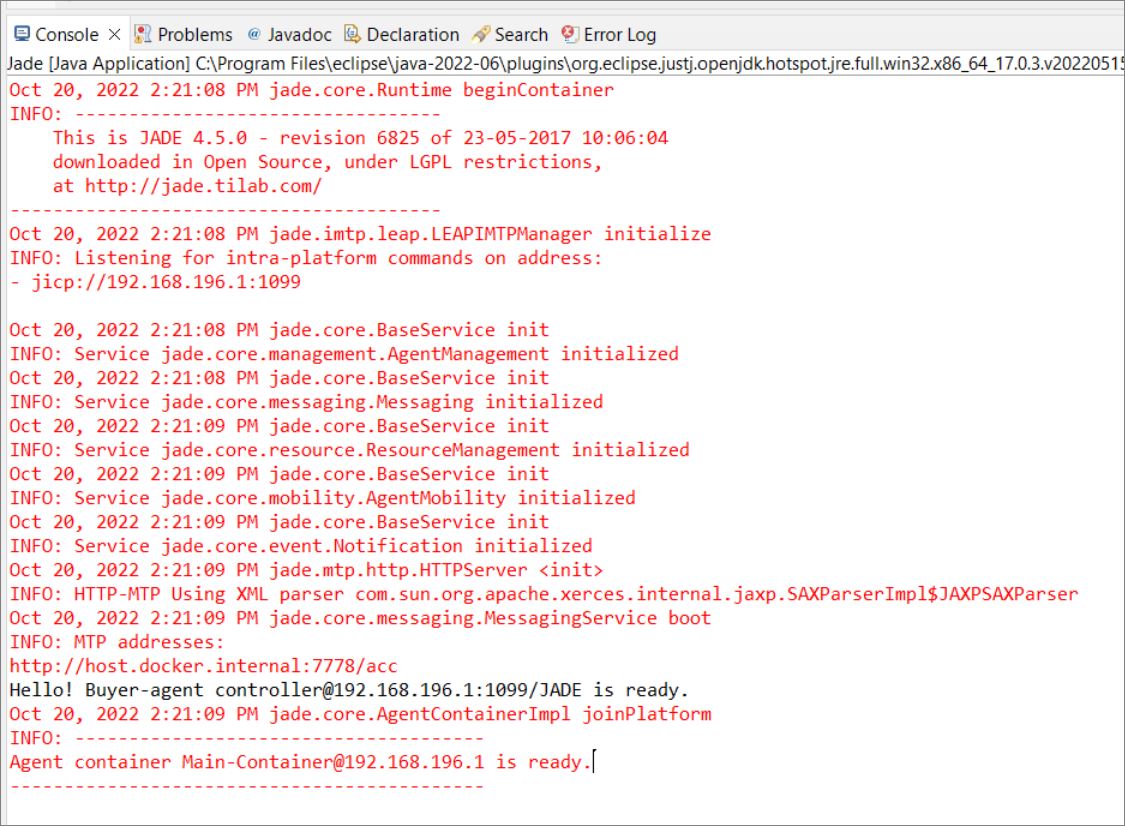 Console Problems @ Javadoc Declaration Search Error Log
Jade [Java Application] C:\Program Files\eclipse\java-2022-06\plugins\org.eclipse.justj.openjdk.hotspot.jre.full.win32.x86_64_17.0.3.v20220515
Oct 20, 2022 2:21:08 PM jade.core.Runtime beginContainer
INFO: ----------------------------------
    This is JADE 4.5.0 - revision 6825 of 23-05-2017 10:06:04
    downloaded in Open Source, under LGPL restrictions,
    at http://jade.tilab.com/
----------------------------------------
Oct 20, 2022 2:21:08 PM jade.imtp.leap.LEAPIMTPManager initialize
INFO: Listening for intra-platform commands on address:
- jicp://192.168.196.1:1099
Oct 20, 2022 2:21:08 PM jade.core.BaseService init
INFO: Service jade.core.management.AgentManagement initialized
Oct 20, 2022 2:21:08 PM jade.core.BaseService init
INFO: Service jade.core.messaging.Messaging initialized
Oct 20, 2022 2:21:09 PM jade.core.BaseService init
INFO: Service jade.core.resource.ResourceManagement initialized
Oct 20, 2022 2:21:09 PM jade.core.BaseService init
INFO: Service jade.core.mobility.AgentMobility initialized
Oct 20, 2022 2:21:09 PM jade.core.BaseService init
INFO: Service jade.core.event.Notification initialized
Oct 20, 2022 2:21:09 PM jade.mtp.http.HTTPServer <init>
INFO: HTTP-MTP Using XML parser com.sun.org.apache.xerces.internal.jaxp.SAXParserImpl$JAXPSAXParser
Oct 20, 2022 2:21:09 PM jade.core.messaging.MessagingService boot
INFO: MTP addresses:
http://host.docker.internal:7778/acc
Hello! Buyer-agent controller@192.168.196.1:1099/JADE is ready.
Oct 20, 2022 2:21:09 PM jade.core.AgentContainerImpl joinPlatform
INFO: --------------------------------------
Agent container Main-Container@192.168.196.1 is ready.
--------------------------------------------